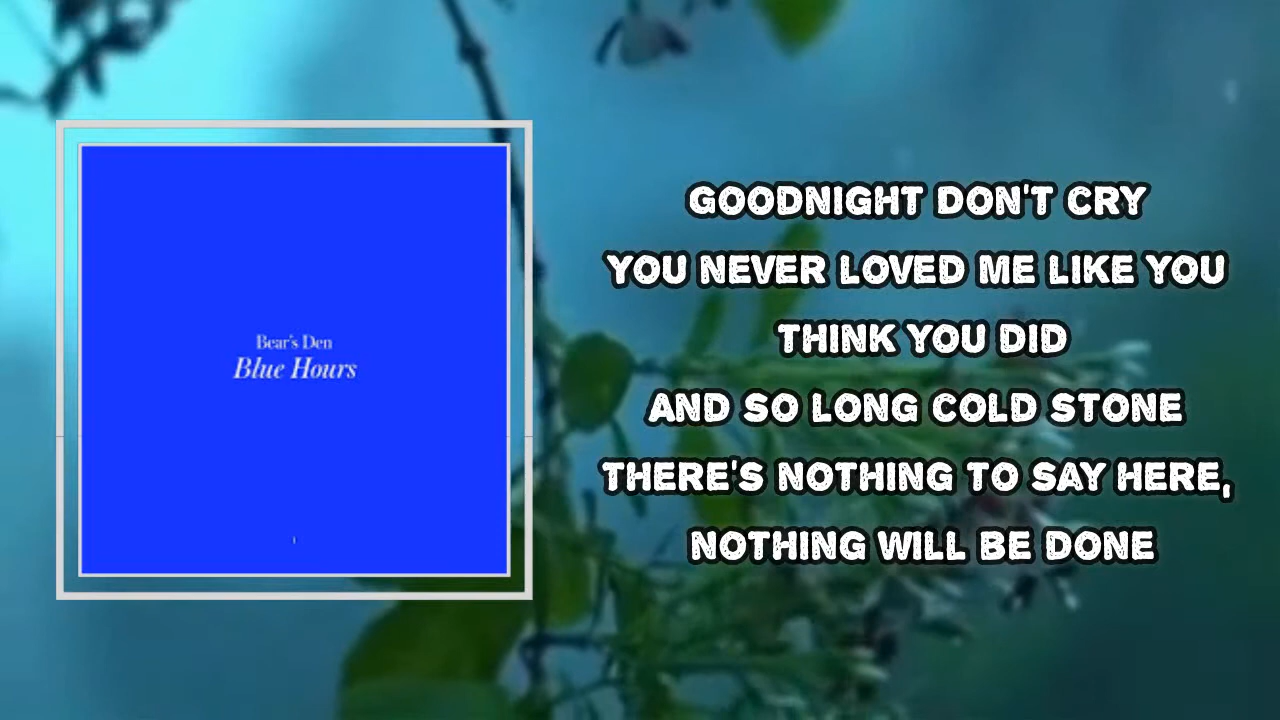 Bear's Den
Blue Hours
GOODNIGHT DON'T CRY
YOU NEVER LOVED ME LIKE YOU
THINK YOU DID
AND SO LONG COLD STONE
THERE'S NOTHING TO SAY HERE,
NOTHING WILL BE DONE